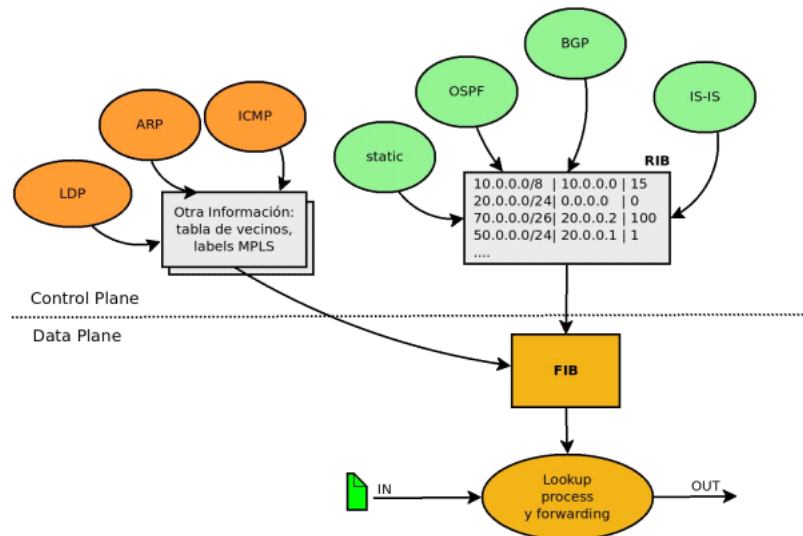 BGP
OSPF
ICMP
IS-IS
ARP
static
RIB
LDP
10.0.0.0/8 | 10.0.0.0 | 15
20.0.0.0/24| 0.0.0.0 | 0
70.0.0.0/26| 20.0.0.2 | 100
50.0.0.0/24| 20.0.0.1 | 1
....
Otra Información:
tabla de vecinos,
labels MPLS
Control Plane
Data Plane
FIB
IN
Lookup
process
y forwarding
OUT